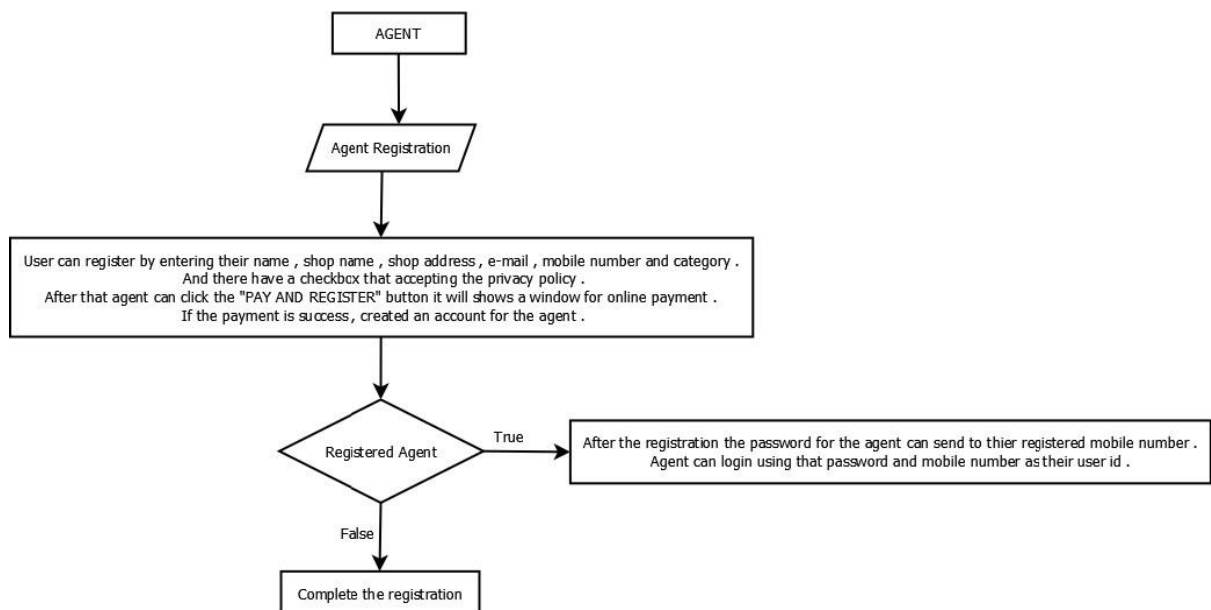 AGENT
Agent Registration
User can register by entering their name , shop name , shop address , e-mail , mobile number and category .
And there have a checkbox that accepting the privacy policy .
After that agent can click the "PAY AND REGISTER" button it will shows a window for online payment .
If the payment is success , created an account for the agent .
Registered Agent
True
After the registration the password for the agent can send to thier registered mobile number .
Agent can login using that password and mobile number as their user id .
False
Complete the registration